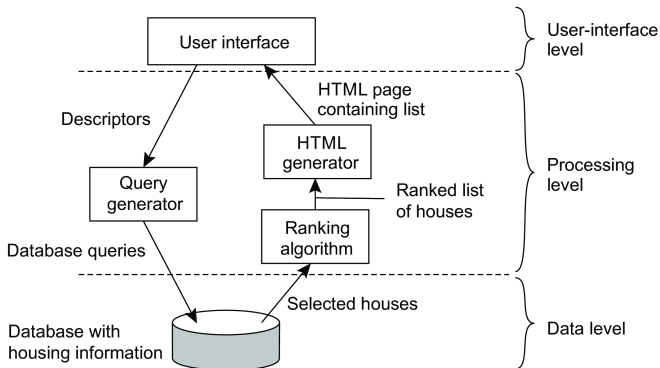 User interface
User-interface
level
HTML page
containing list
Descriptors
HTML
generator
Processing
level
Query
generator
Ranked list
of houses
Ranking
algorithm
Database queries
Selected houses
Database with
housing information
Data level